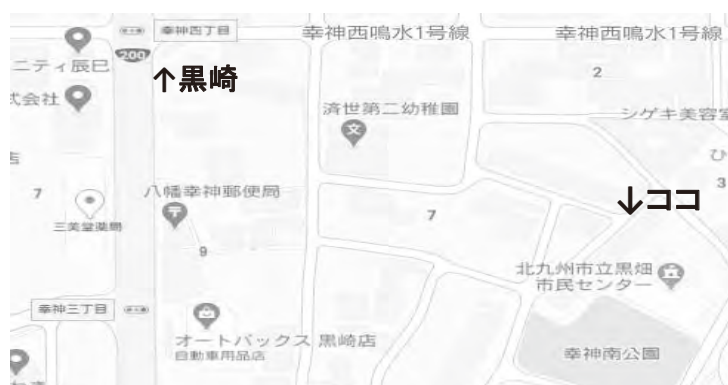 幸神四丁目
幸神西鳴水1号線
幸神西鳴水1号線
ニティ辰巳
200
↑黒崎
2
式会社
済世第二幼稚園
文
シゲキ美容室
店
ひ
7
八幡幸神郵便局
7
3
↓ココ
三美堂薬局
9
北九州市立黒畑
市民センター
幸神三丁目
オートバックス 黒崎店
自動車用品店
幸神南公園